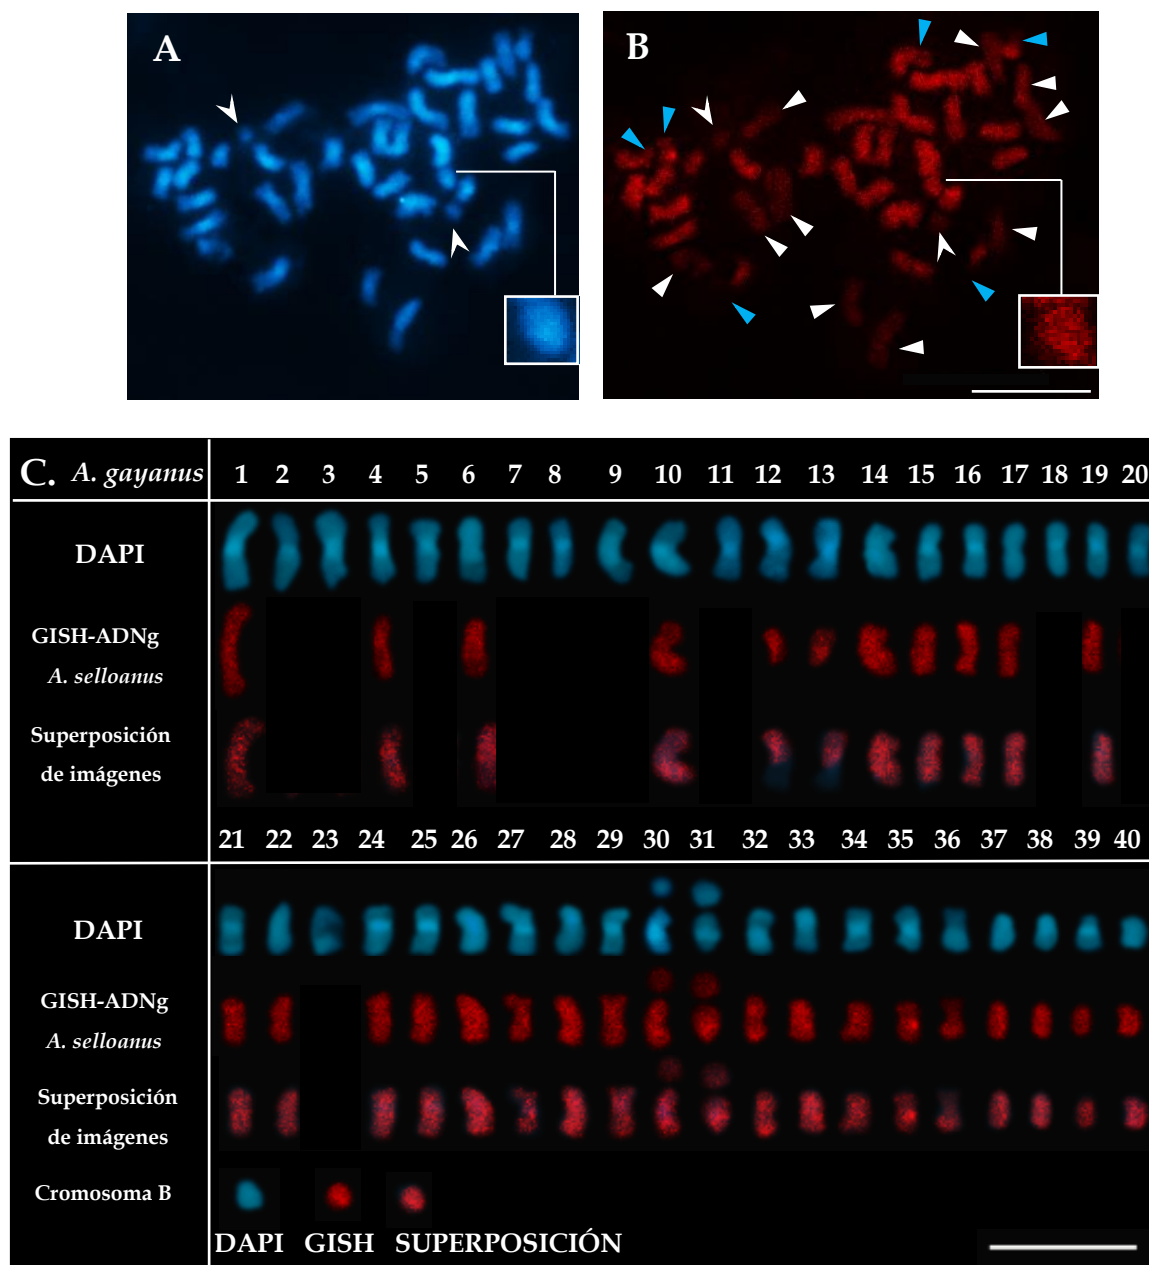 A
B
C. A. gayanus 1 2 3 4 5 6 7 8 9 10 11 12 13 14 15 16 17 18 19 20
DAPI
GISH-ADNg
A. selloanus
Superposición
de imágenes
21 22 23 24 25 26 27 28 29 30 31 32 33 34 35 36 37 38 39 40
DAPI
GISH-ADNg
A. selloanus
Superposición
de imágenes
Cromosoma B
DAPI GISH SUPERPOSICIÓN